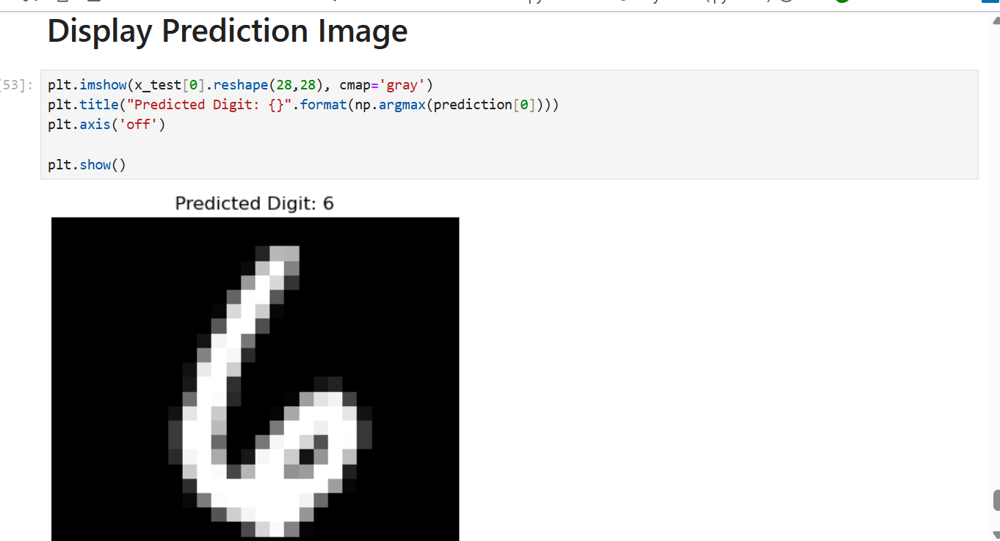 Display Prediction Image
[53]:
plt.imshow(x_test[0].reshape(28,28), cmap='gray')
plt.title("Predicted Digit: {}".format(np.argmax(prediction[0])))
plt.axis('off')
plt.show()
Predicted Digit: 6
6